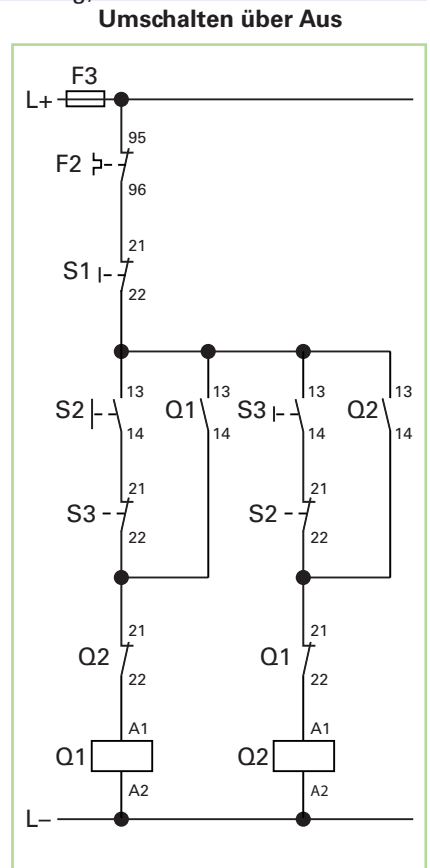 Umschalten über Aus
F3
L+
95
F2
96
21
S1
22
13 13 13 13
S2 Q1 S3 Q2
14 14 14 14
21 21
S3 S2
22 22
21 21
Q2 Q1
22 22
A1 A1
Q1 Q2
A2 A2
L–